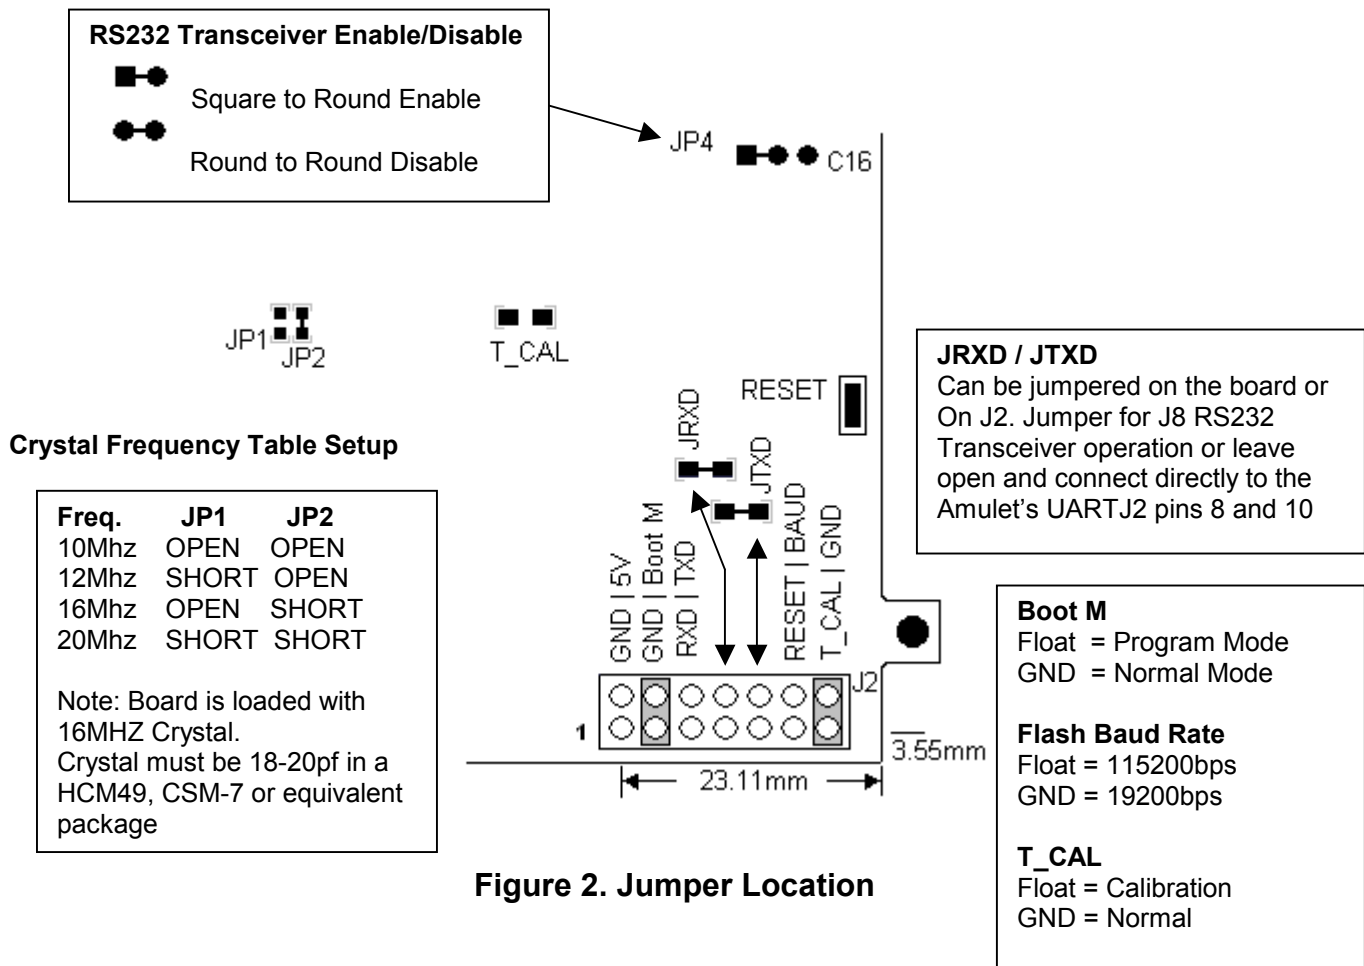 RS232 Transceiver Enable/Disable
Square to Round Enable
Round to Round Disable
JP4
C16
JP1
JP2
T_CAL
RESET
JRXD
JTXD
JRXD / JTXD
Can be jumpered on the board or
On J2. Jumper for J8 RS232
Transceiver operation or leave
open and connect directly to the
Amulet's UARTJ2 pins 8 and 10
Crystal Frequency Table Setup
Freq. JP1 JP2
10Mhz OPEN OPEN
12Mhz SHORT OPEN
16Mhz OPEN SHORT
20Mhz SHORT SHORT
Note: Board is loaded with
16MHZ Crystal.
Crystal must be 18-20pf in a
HCM49, CSM-7 or equivalent
package
GND | 5V
GND | Boot M
RXD | TXD
RESET | BAUD
T_CAL | GND
J2
1
3.55mm
23.11mm
Boot M
Float = Program Mode
GND = Normal Mode
Flash Baud Rate
Float = 115200bps
GND = 19200bps
T_CAL
Float = Calibration
GND = Normal
Figure 2. Jumper Location